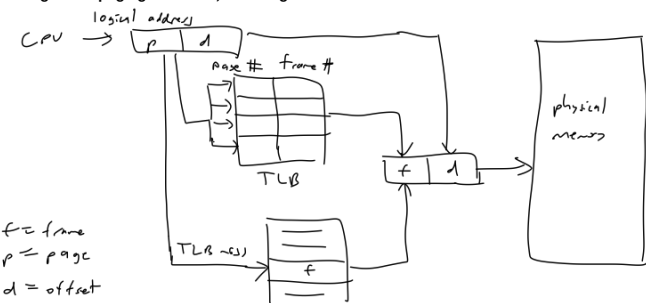 logical address
CPU
p d
page # frame #
TLB
f d
physical
memory
TLB miss
f
f = frame
p = page
d = offset